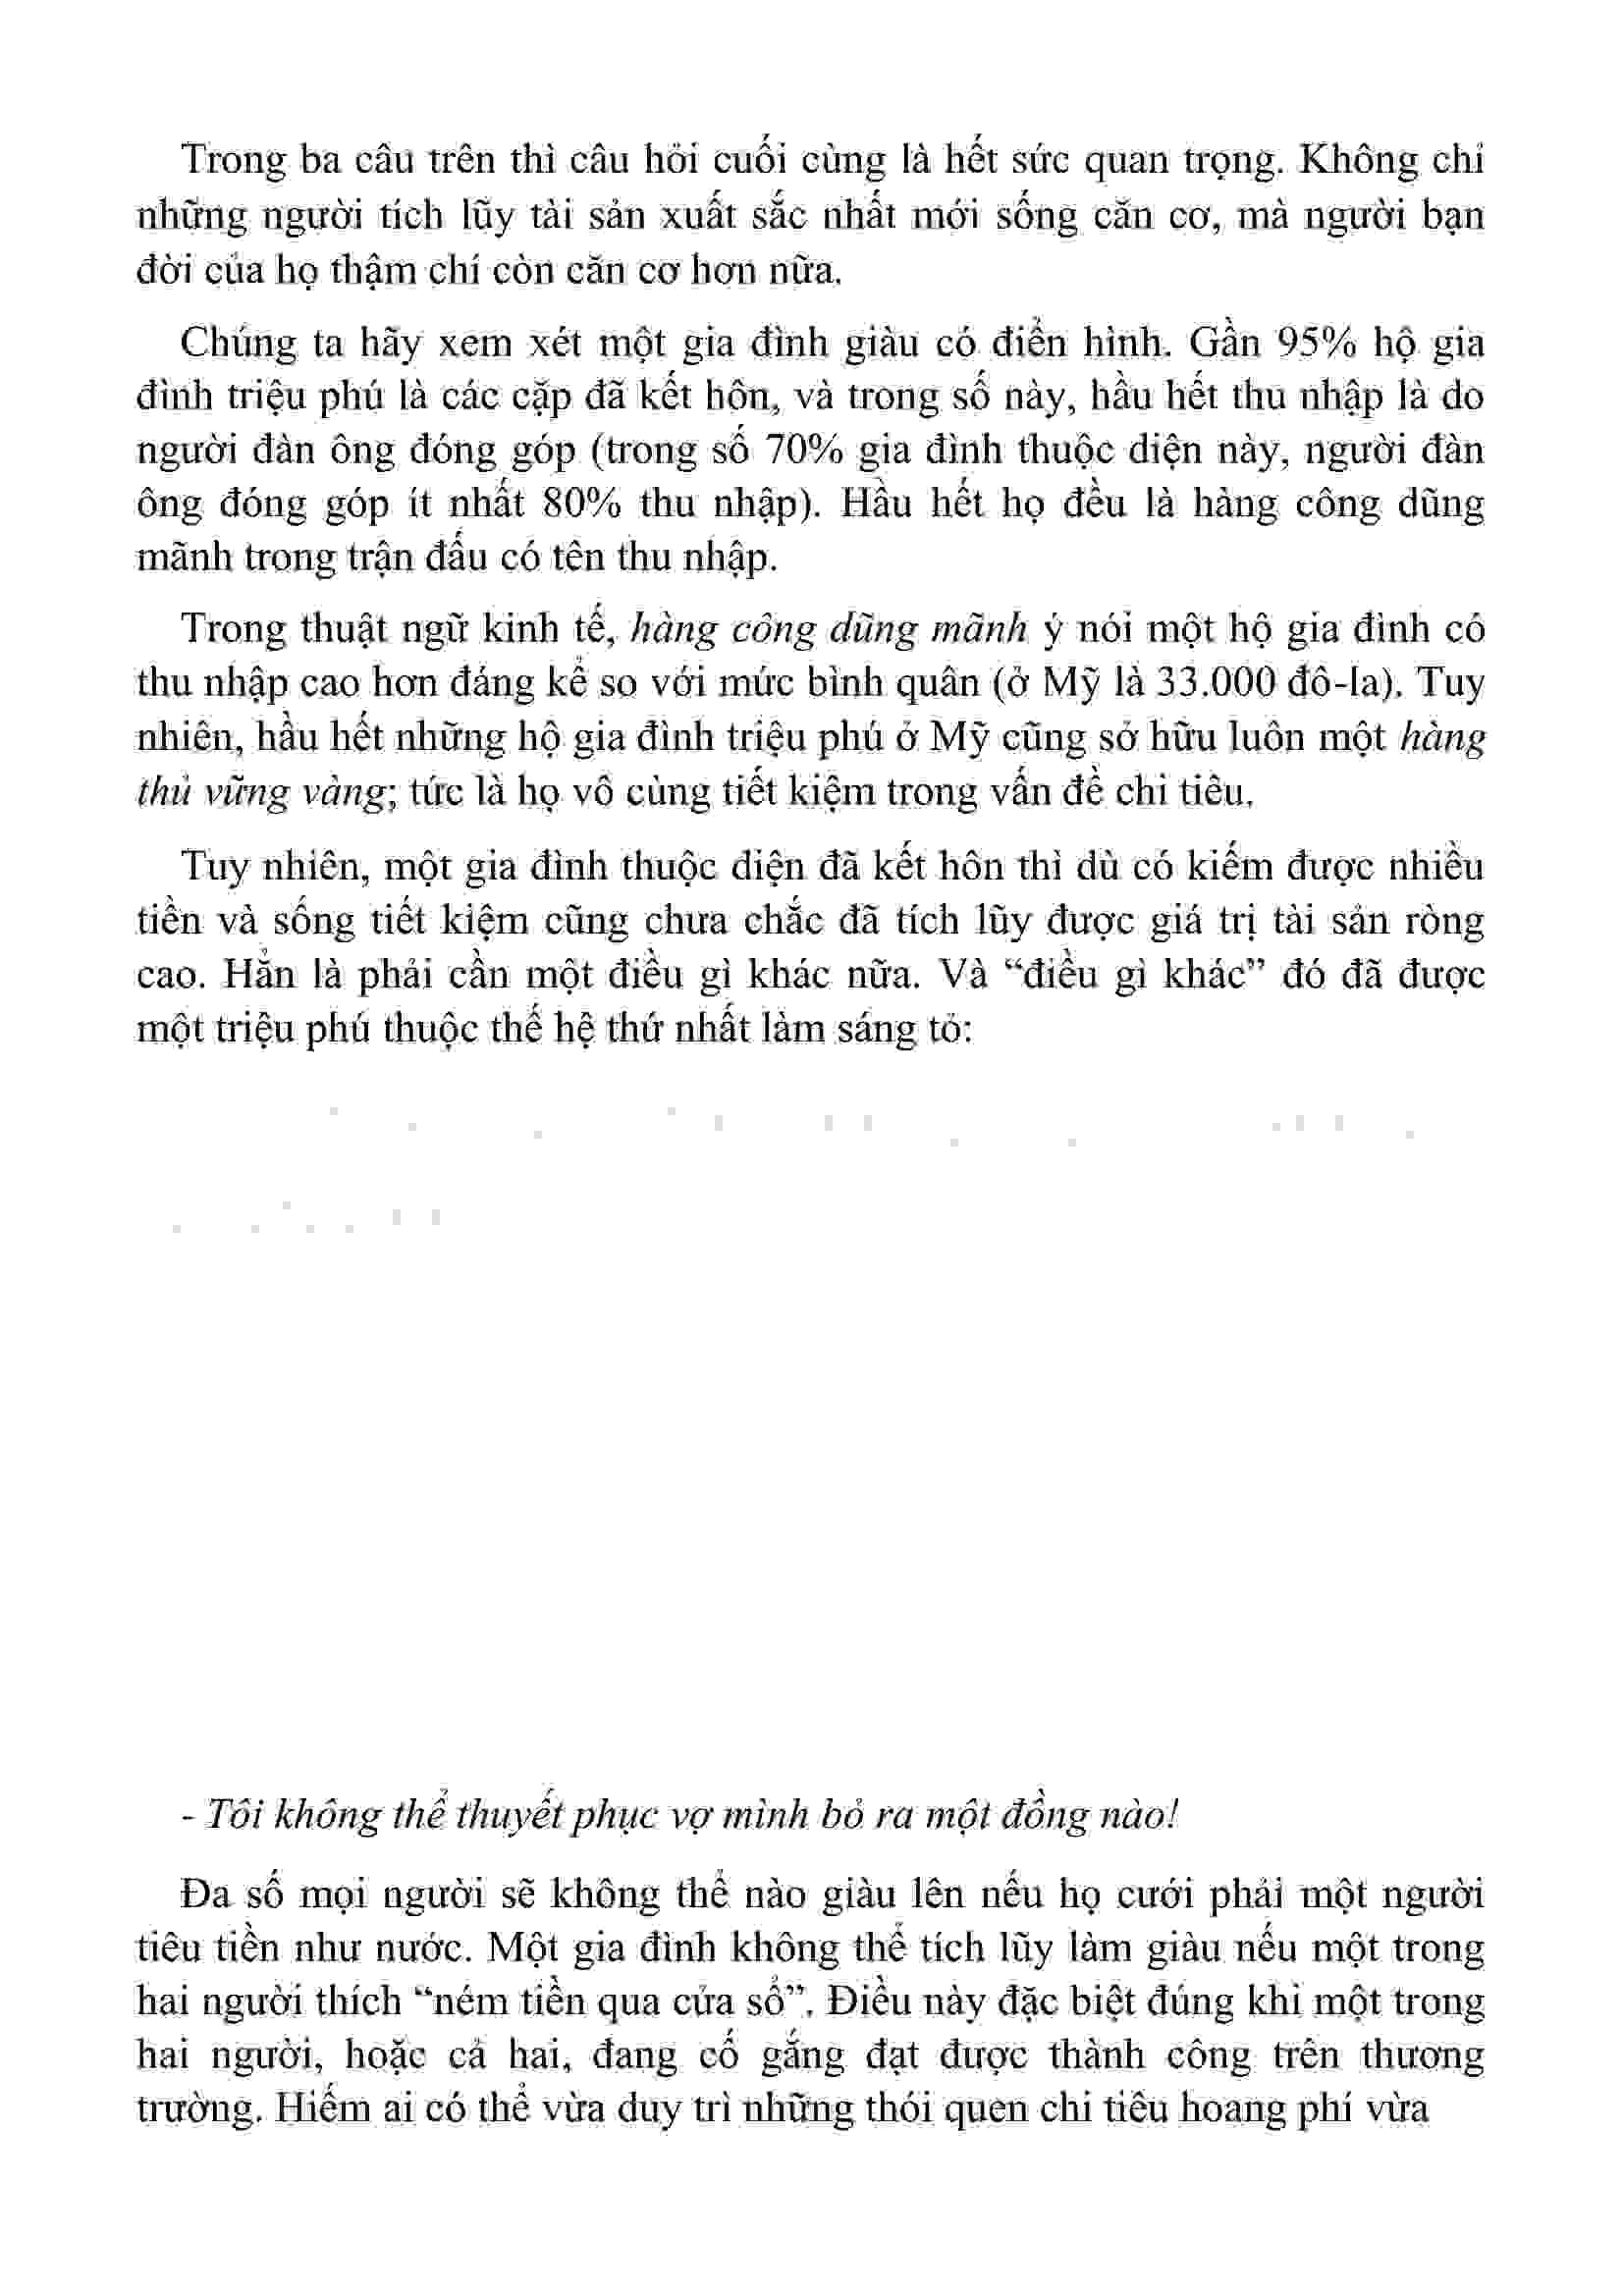 Trong ba câu trên thì câu hỏi cuối cùng là hết sức quan trọng. Không chỉ
những người tích lũy tài sản xuất sắc nhất mới sống căn cơ, mà người bạn
đời của họ thậm chí còn căn cơ hơn nữa.
Chúng ta hãy xem xét một gia đình giàu có điển hình. Gần 95% hộ gia
đình triệu phú là các cặp đã kết hôn, và trong số này, hầu hết thu nhập là do
người đàn ông đóng góp (trong số 70% gia đình thuộc diện này, người đàn
ông đóng góp ít nhất 80% thu nhập). Hầu hết họ đều là hàng công dũng
mãnh trong trận đấu có tên thu nhập.
Trong thuật ngữ kinh tế, hàng công dũng mãnh ý nói một hộ gia đình có
thu nhập cao hơn đáng kể so với mức bình quân (ở Mỹ là 33.000 đô-la). Tuy
nhiên, hầu hết những hộ gia đình triệu phú ở Mỹ cũng sở hữu luôn một hàng
thủ vững vàng; tức là họ vô cùng tiết kiệm trong vấn đề chi tiêu.
Tuy nhiên, một gia đình thuộc diện đã kết hôn thì dù có kiếm được nhiều
tiền và sống tiết kiệm cũng chưa chắc đã tích lũy được giá trị tài sản ròng
cao. Hẳn là phải cần một điều gì khác nữa. Và “điều gì khác” đó đã được
một triệu phú thuộc thế hệ thứ nhất làm sáng tỏ:
- Tôi không thể thuyết phục vợ mình bỏ ra một đồng nào!
Đa số mọi người sẽ không thể nào giàu lên nếu họ cưới phải một người
tiêu tiền như nước. Một gia đình không thể tích lũy làm giàu nếu một trong
hai người thích “ném tiền qua cửa sổ”. Điều này đặc biệt đúng khi một trong
hai người, hoặc cả hai, đang cố gắng đạt được thành công trên thương
trường. Hiếm ai có thể vừa duy trì những thói quen chi tiêu hoang phí vừa